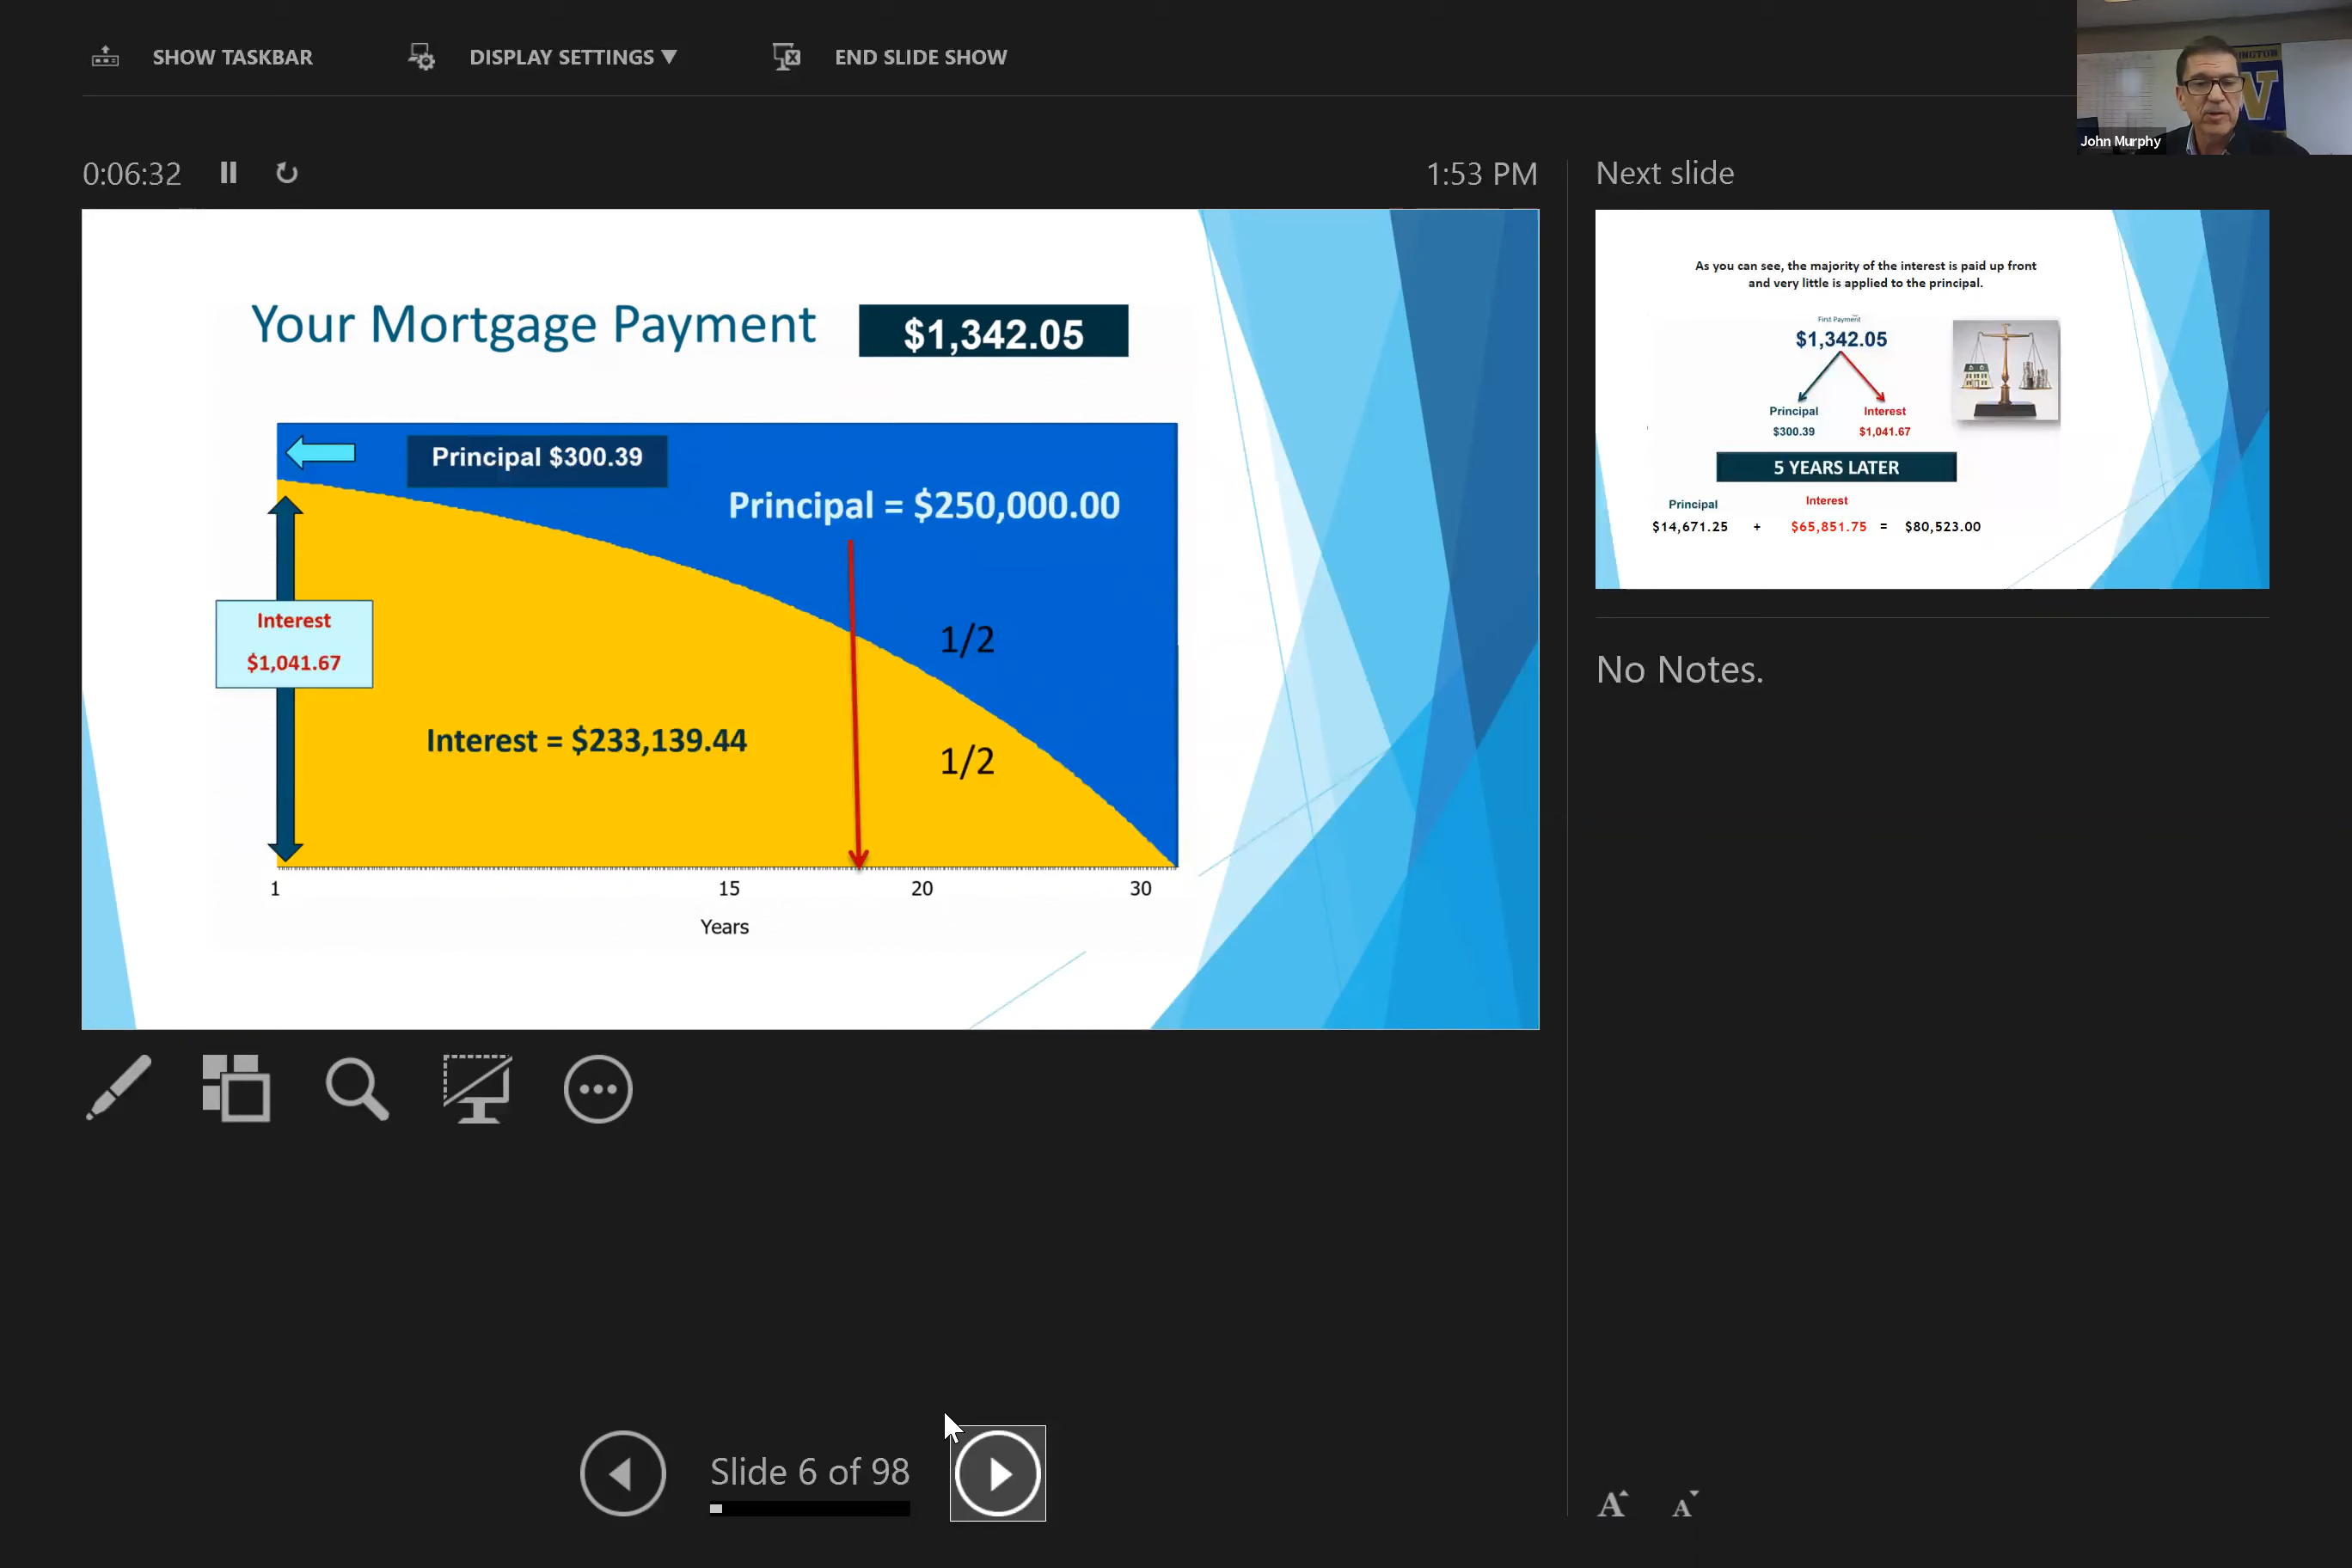 SHOW TASKBAR
DISPLAY SETTINGS ▼
END SLIDE SHOW
INGTON
W
John Murphy
0:06:32
1:53 PM
Next slide
Your Mortgage Payment
$1,342.05
Principal $300.39
Principal = $250,000.00
Interest
$1,041.67
1/2
Interest = $233,139.44
1/2
1 15 20 30
Years
As you can see, the majority of the interest is paid up front
and very little is applied to the principal.
First Payment
$1,342.05
Principal Interest
$300.39 $1,041.67
5 YEARS LATER
Principal Interest
$14,671.25 + $65,851.75 = $80,523.00
No Notes.
Slide 6 of 98
A A